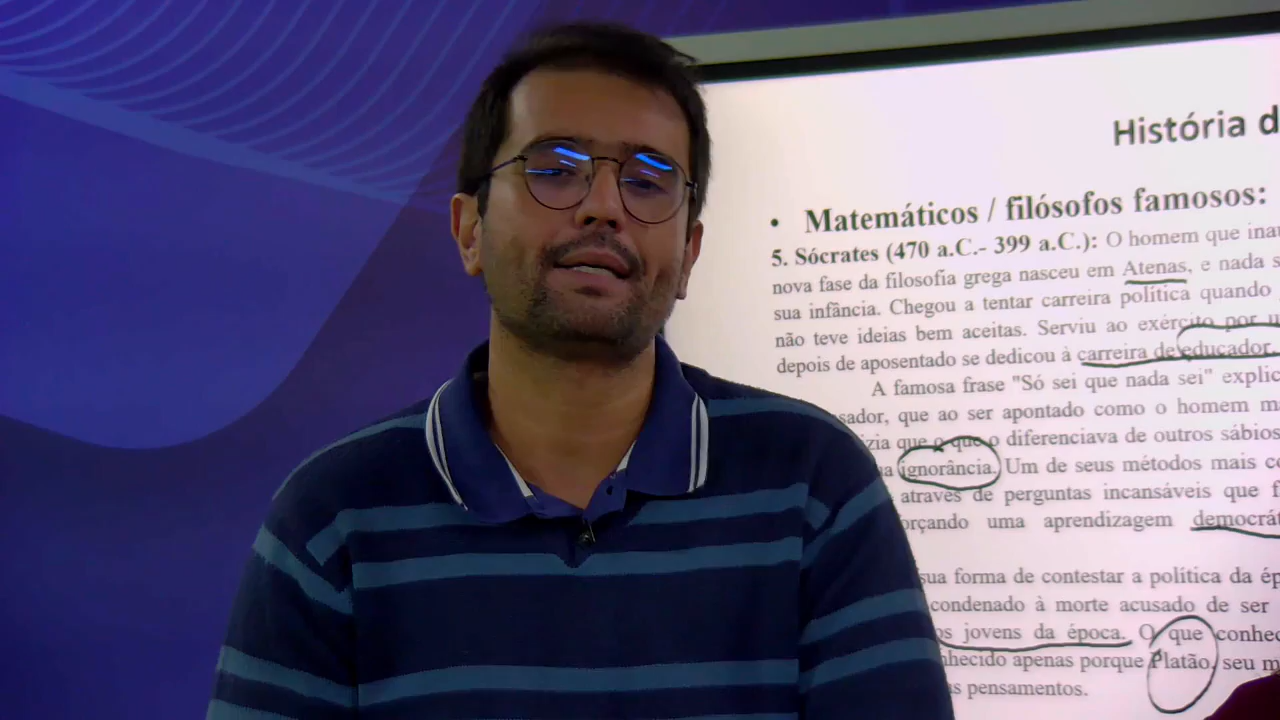 História d
• Matemáticos / filósofos famosos:
5. Sócrates (470 a.C.- 399 a.C.): O homem que ina
nova fase da filosofia grega nasceu em Atenas, e nada s
sua infância. Chegou a tentar carreira política quando
não teve ideias bem aceitas. Serviu ao exército por u
depois de aposentado se dedicou à carreira de educador,
A famosa frase "Só sei que nada sei" explic
sador, que ao ser apontado como o homem m
zia que o que o diferenciava de outros sábios
a ignorância. Um de seus métodos mais co
através de perguntas incansáveis que f
orçando uma aprendizagem democrát
sua forma de contestar a política da ép
condenado à morte acusado de ser
os jovens da época. O que conhec
nhecido apenas porque Platão, seu m
s pensamentos.